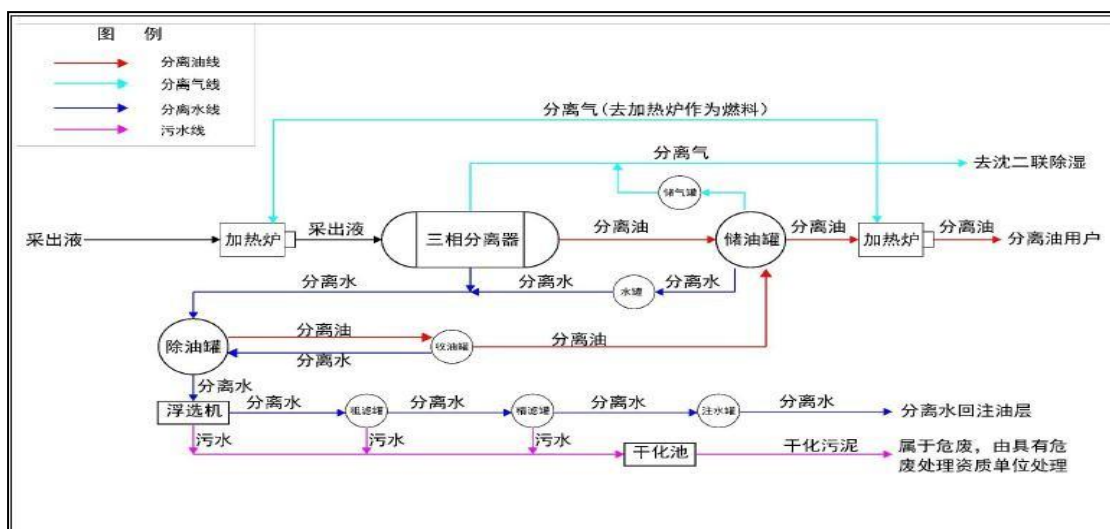 图 例
分离油线
分离气线
分离水线
污水线
分离气(去加热炉作为燃料)
分离气
去沈二联除湿
储气罐
采出液
加热炉
采出液
三相分离器
分离油
储油罐
分离油
加热炉
分离油
分离油用户
分离水
分离水
水罐
分离水
除油罐
分离油
分离水
收油罐
分离油
分离水
浮选机
分离水
粗滤罐
分离水
精滤罐
分离水
注水罐
分离水
分离水回注油层
污水
污水
污水
干化池
干化污泥
属于危废，由具有危
废处理资质单位处理